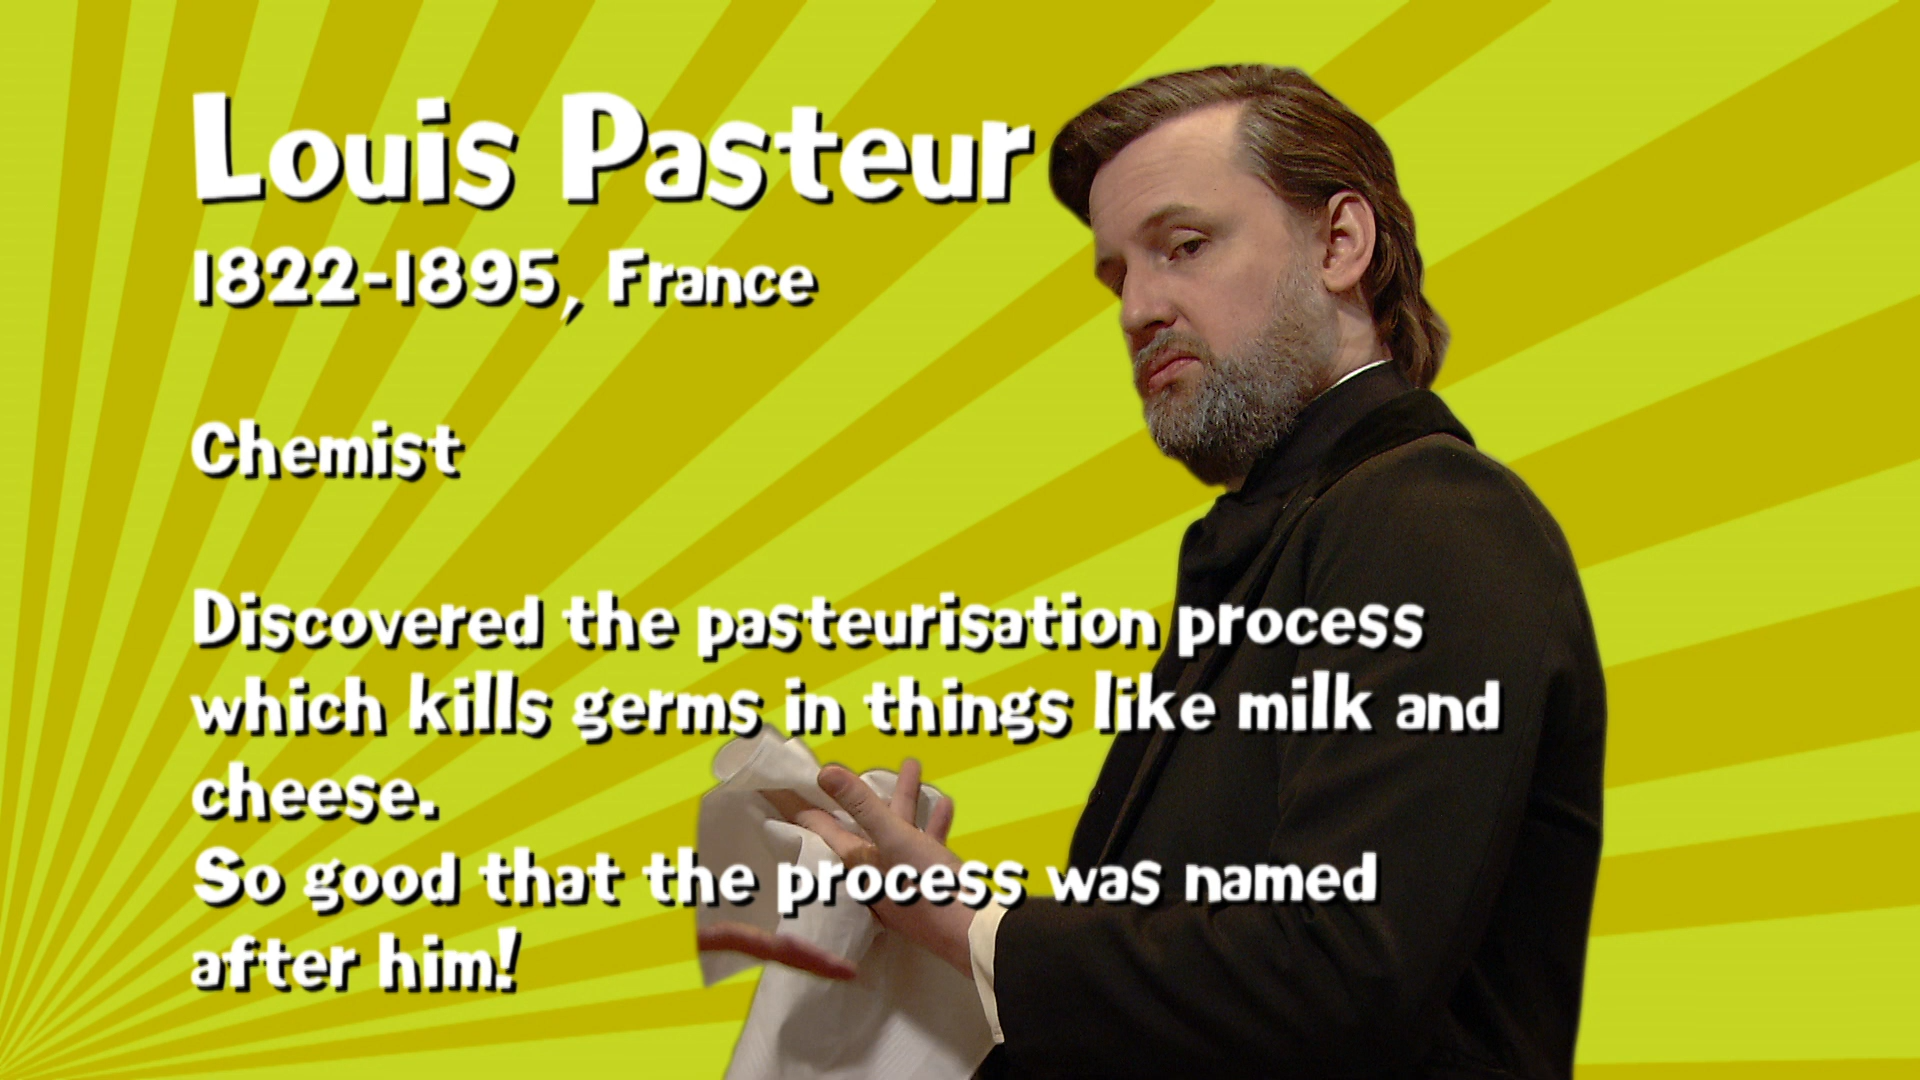 Louis Pasteur
1822-1895, France
Chemist
Discovered the pasteurisation process
which kills germs in things like milk and
cheese.
So good that the process was named
after him!